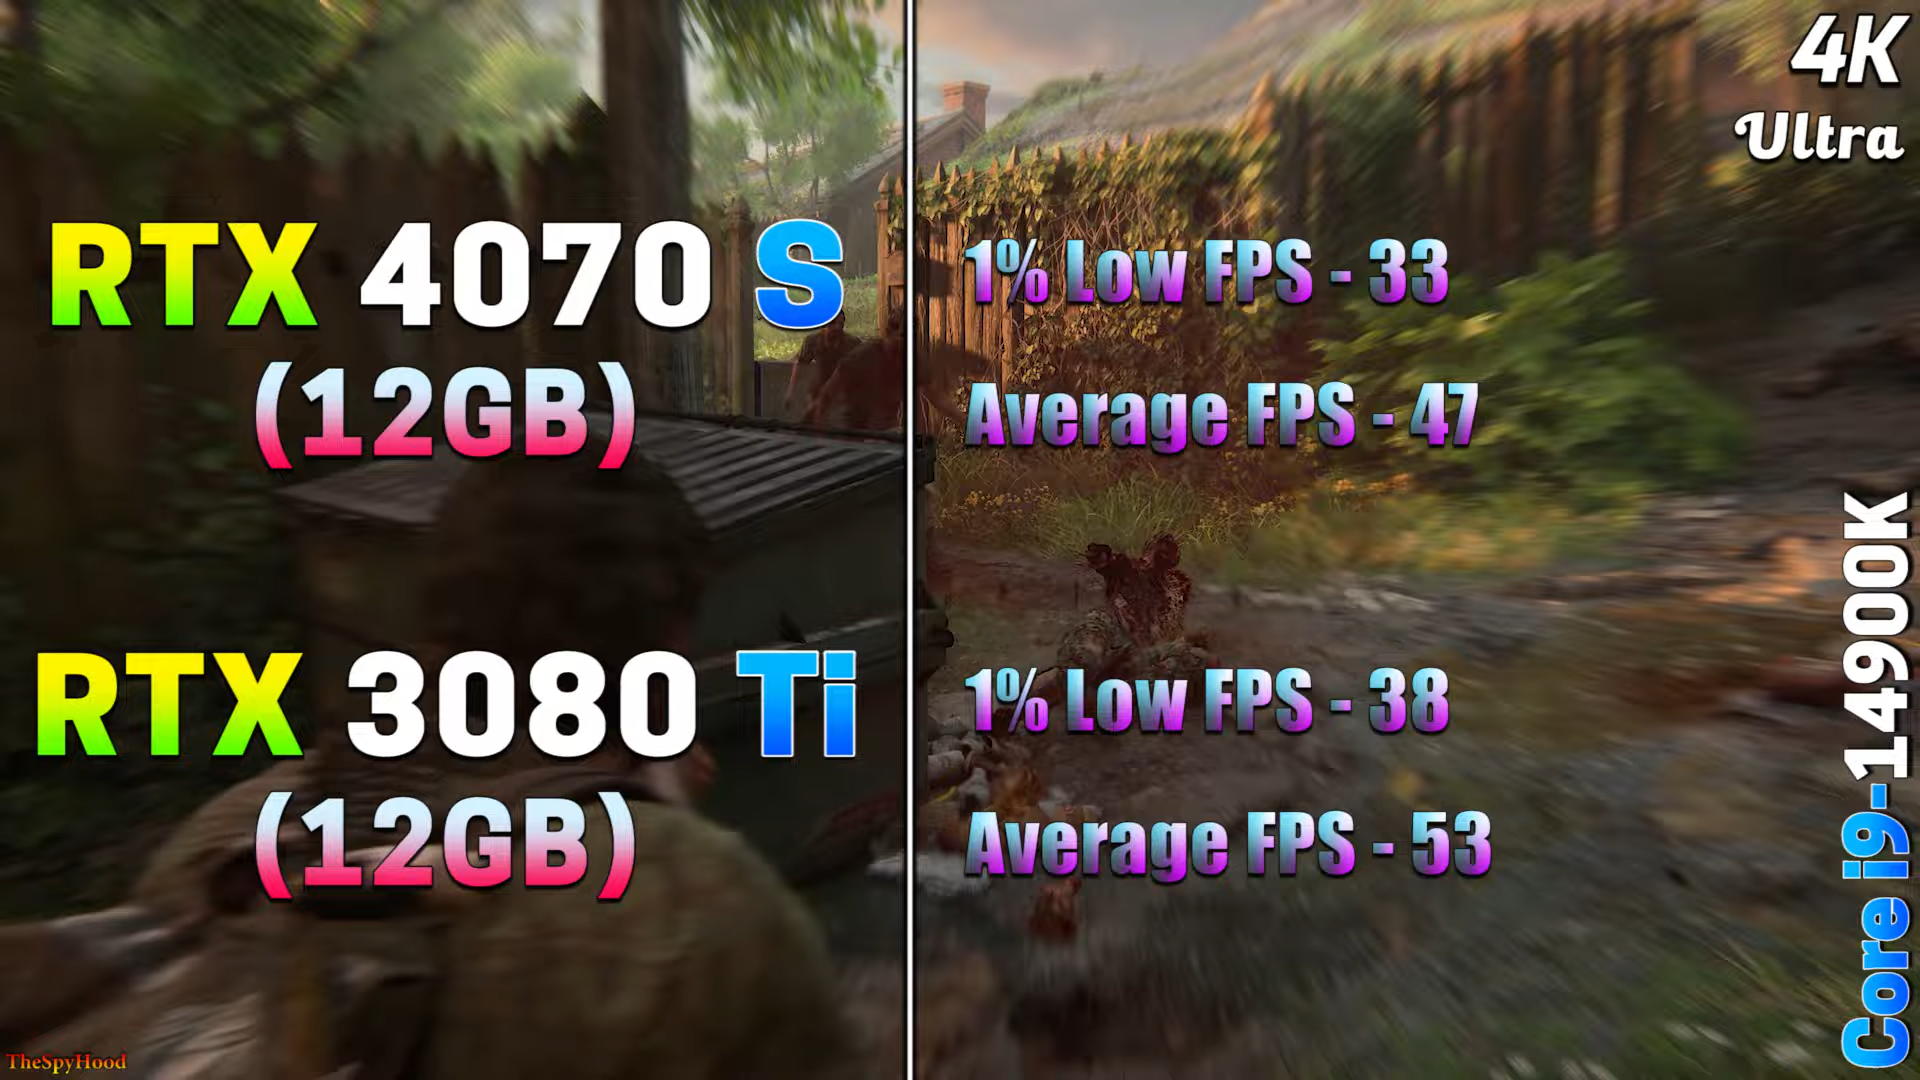 4K
Ultra
RTX 4070 S
(12GB)
1% Low FPS - 33
Average FPS - 47
RTX 3080 Ti
(12GB)
1% Low FPS - 38
Average FPS - 53
Core i9-14900K
TheSpyHood